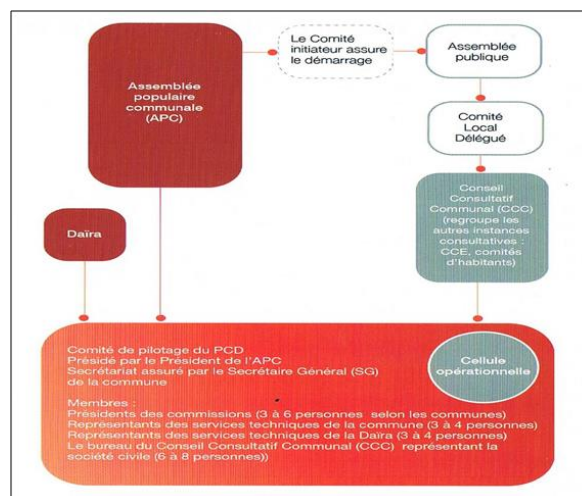 Assemblée
populaire
communale
(APC)
Le Comité
initiateur assure
le démarrage
Assemblée
publique
Comité
Local
Délégué
Conseil
Consultatif
Communal (CCC)
(regroupe les
autres instances
consultatives :
CCE, comités
d'habitants)
Daïra
Comité de pilotage du PCD
Présidé par le Président de l'APC
Secrétariat assuré par le Secrétaire Général (SG)
de la commune
Cellule
opérationnelle
Membres :
Présidents des commissions (3 à 6 personnes selon les communes)
Représentants des services techniques de la commune (3 à 4 personnes)
Représentants des services techniques de la Daïra (3 à 4 personnes)
Le bureau du Conseil Consultatif Communal (CCC) représentant la
société civile (6 à 8 personnes))